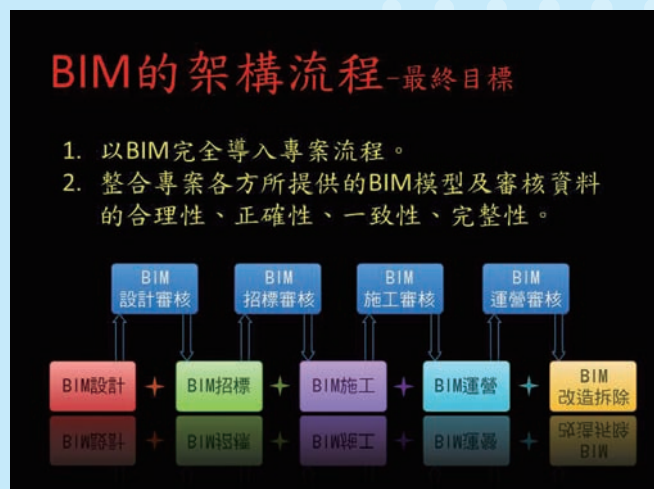 BIM的架構流程-最終目標
1. 以BIM完全導入專案流程。
2. 整合專案各方所提供的BIM模型及審核資料
的合理性、正確性、一致性、完整性。
BIM
設計審核
BIM
招標審核
BIM
施工審核
BIM
運營審核
BIM設計
BIM招標
BIM施工
BIM運營
BIM
改造拆除